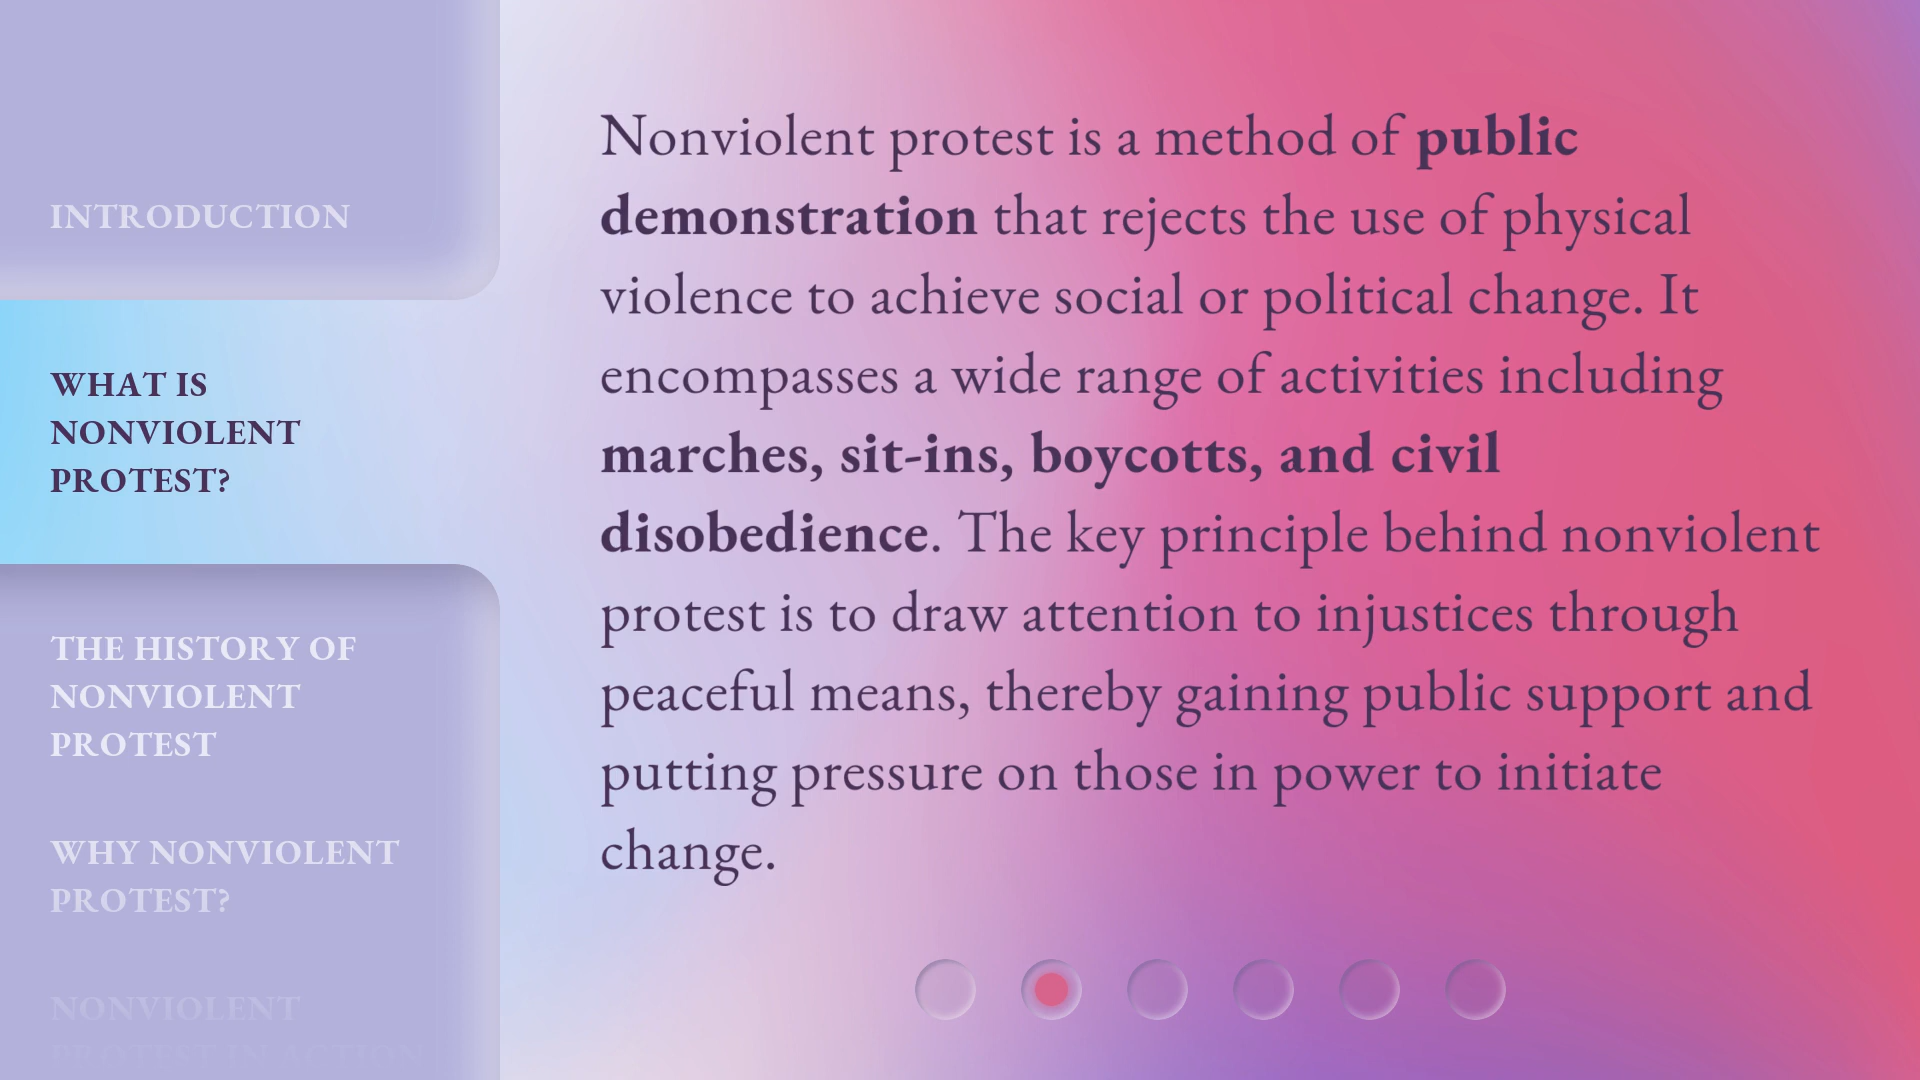 INTRODUCTION
WHAT IS
NONVIOLENT
PROTEST?
THE HISTORY OF
NONVIOLENT
PROTEST
WHY NONVIOLENT
PROTEST?
NONVIOLENT
PROTEST IN ACTION
Nonviolent protest is a method of public
demonstration that rejects the use of physical
violence to achieve social or political change. It
encompasses a wide range of activities including
marches, sit-ins, boycotts, and civil
disobedience. The key principle behind nonviolent
protest is to draw attention to injustices through
peaceful means, thereby gaining public support and
putting pressure on those in power to initiate
change.